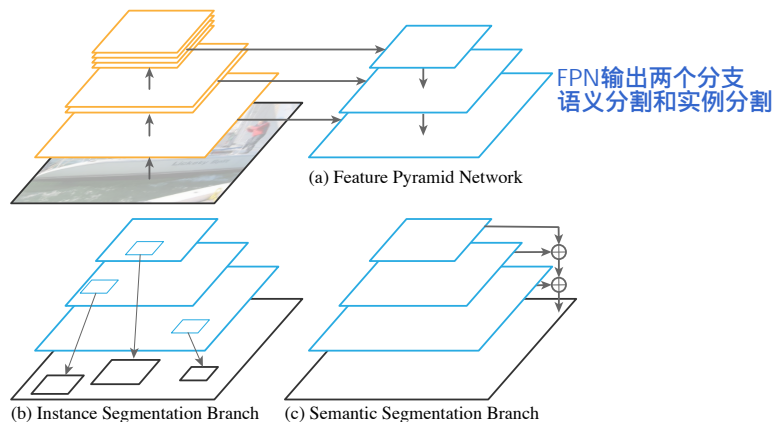 FPN输出两个分支
语义分割和实例分割
(a) Feature Pyramid Network
(b) Instance Segmentation Branch
(c) Semantic Segmentation Branch